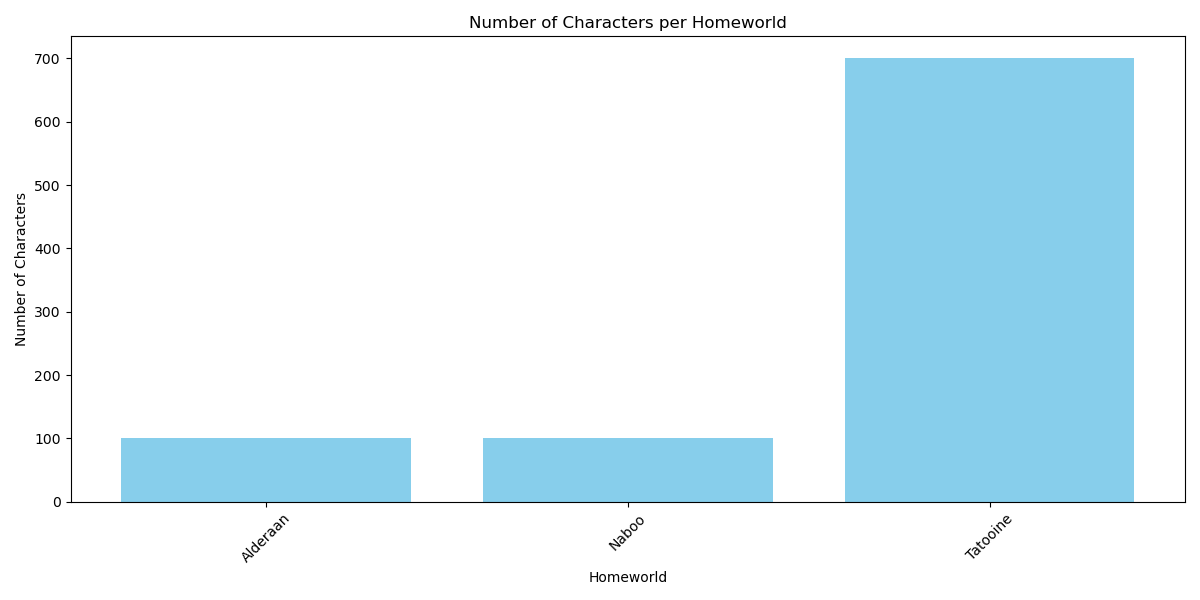 Number of Characters per Homeworld
Number of Characters
700
600
500
400
300
200
100
0
Alderaan
Naboo
Tatooine
Homeworld